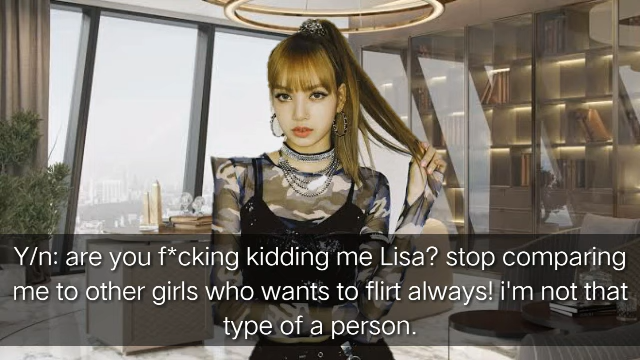 Y/n: are you f*cking kidding me Lisa? stop comparing
me to other girls who wants to flirt always! i'm not that
type of a person.